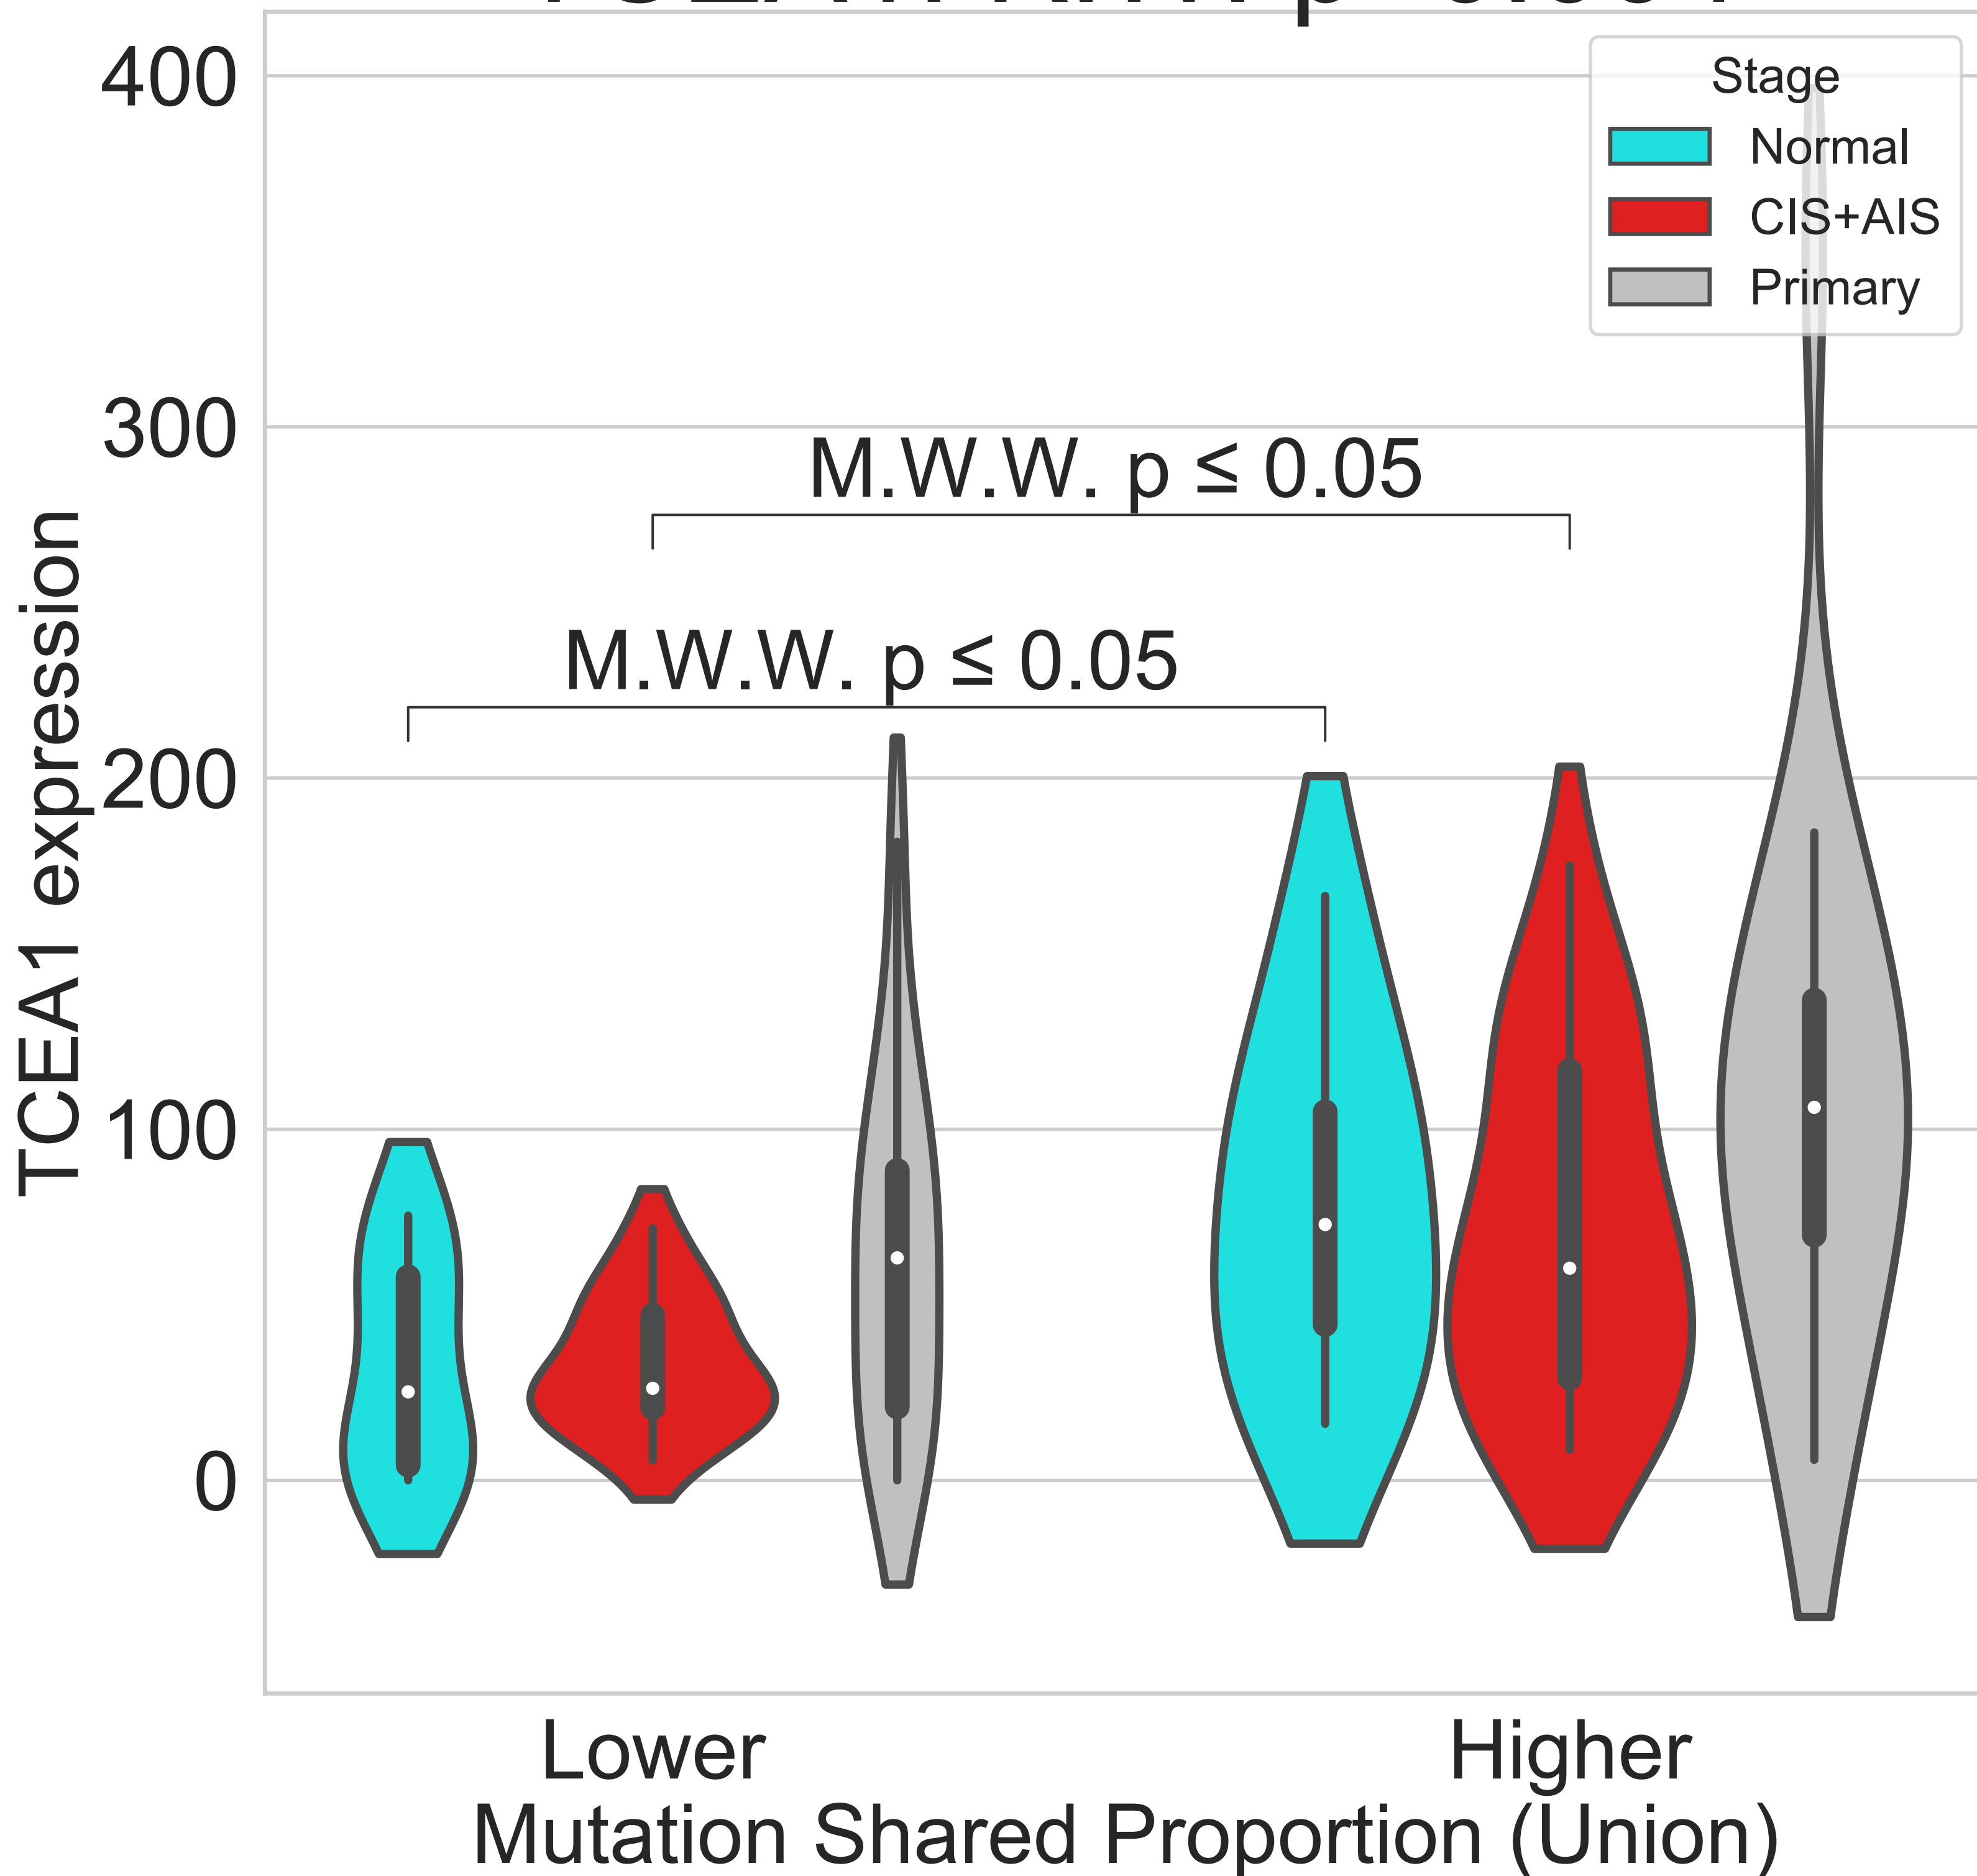 400
300
200
100
0
TCEA1 expression
Stage
Normal
CIS+AIS
Primary
M.W.W. p ≤ 0.05
M.W.W. p ≤ 0.05
Lower
Higher
Mutation Shared Proportion (Union)